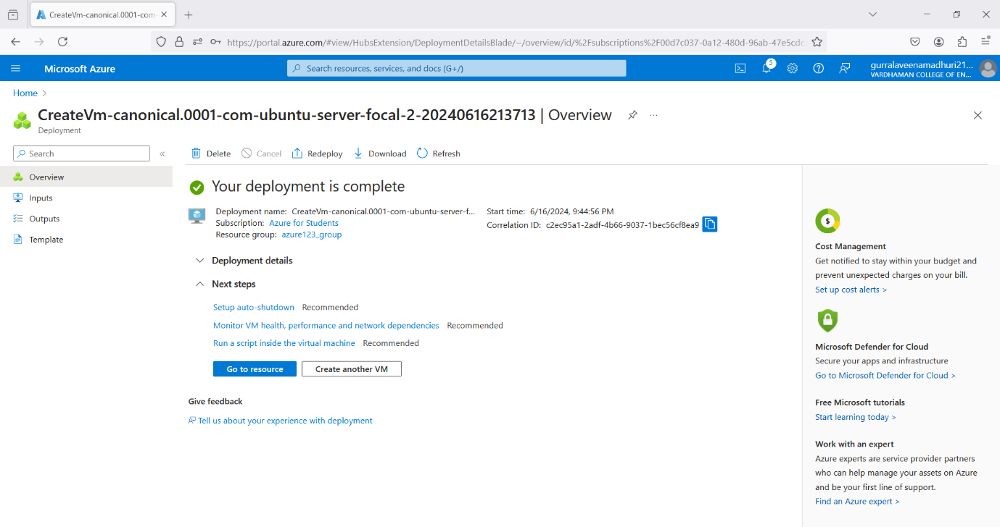 CreateVm-canonical.0001-com-
https://portal.azure.com/#view/HubsExtension/DeploymentDetailsBlade/~/overview/id/%2Fsubscriptions%2F00d7c037-0a12-480d-96ab-47e5cdc
Microsoft Azure
Search resources, services, and docs (G+/)
5
gurralaveenamadhuri21...
VARDHAMAN COLLEGE OF EN...
Home
CreateVm-canonical.0001-com-ubuntu-server-focal-2-20240616213713 | Overview
Deployment
Search
Overview
Inputs
Outputs
Template
Delete
Cancel
Redeploy
Download
Refresh
Your deployment is complete
Deployment name: CreateVm-canonical.0001-com-ubuntu-server-f...
Subscription: Azure for Students
Resource group: azure123_group
Start time: 6/16/2024, 9:44:56 PM
Correlation ID: c2ec95a1-2adf-4b66-9037-1bec56cf8ea9
Deployment details
Next steps
Setup auto-shutdown Recommended
Monitor VM health, performance and network dependencies Recommended
Run a script inside the virtual machine Recommended
Go to resource
Create another VM
Give feedback
Tell us about your experience with deployment
$
Cost Management
Get notified to stay within your budget and
prevent unexpected charges on your bill.
Set up cost alerts >
Microsoft Defender for Cloud
Secure your apps and infrastructure
Go to Microsoft Defender for Cloud >
Free Microsoft tutorials
Start learning today >
Work with an expert
Azure experts are service provider partners
who can help manage your assets on Azure
and be your first line of support.
Find an Azure expert >